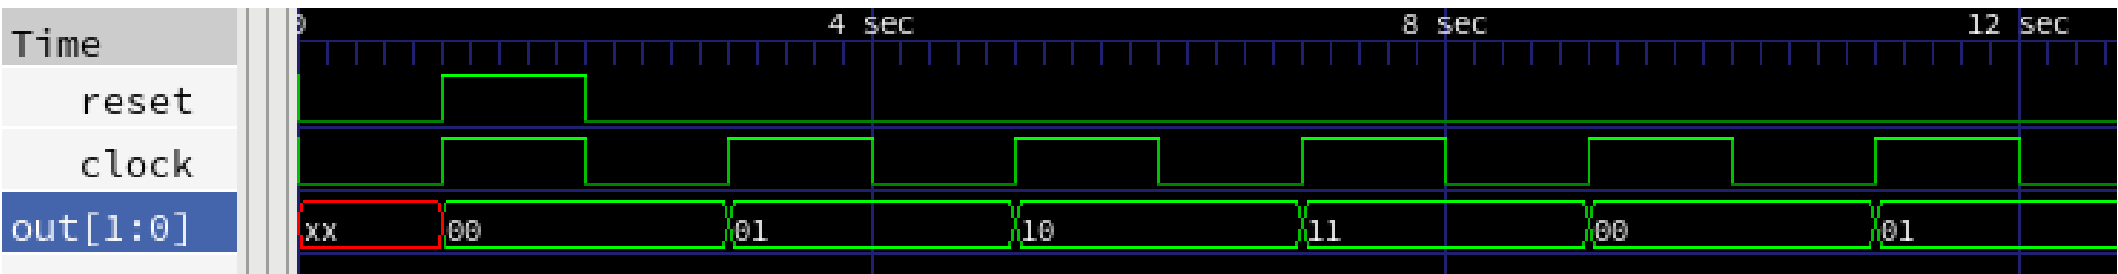 Time 0 4 sec 8 sec 12 sec
reset
clock
out[1:0] xx 00 01 10 11 00 01